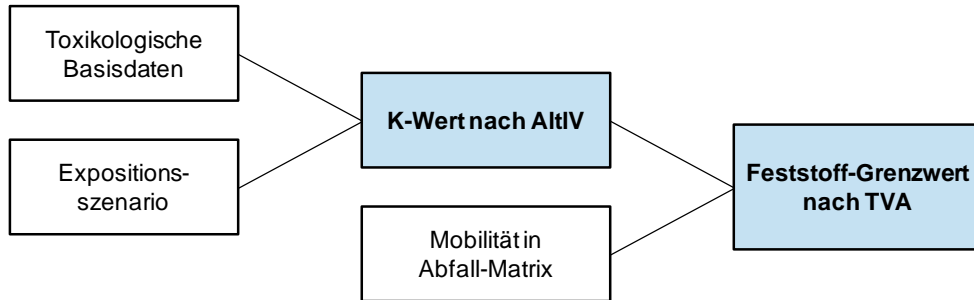 Toxikologische
Basisdaten
Expositions-
szenario
K-Wert nach AltlV
Mobilität in
Abfall-Matrix
Feststoff-Grenzwert
nach TVA